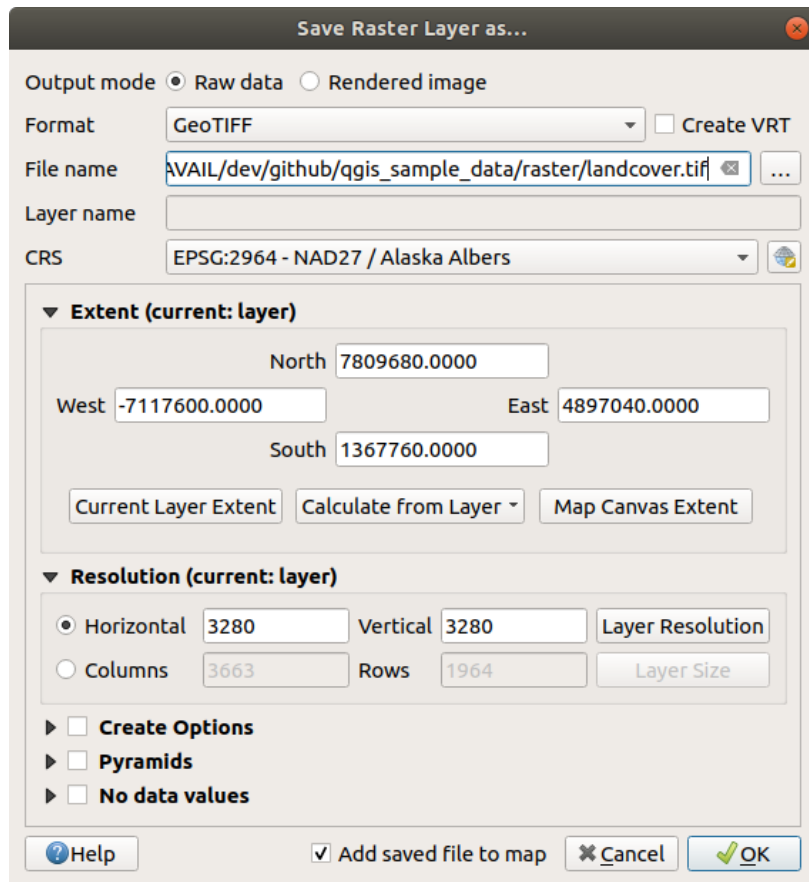 Save Raster Layer as...
Output mode Raw data Rendered image
Format GeoTIFF Create VRT
File name AVAIL/dev/github/qgis_sample_data/raster/landcover.tif ...
Layer name
CRS EPSG:2964 - NAD27 / Alaska Albers
Extent (current: layer)
North 7809680.0000
West -7117600.0000 East 4897040.0000
South 1367760.0000
Current Layer Extent Calculate from Layer Map Canvas Extent
Resolution (current: layer)
Horizontal 3280 Vertical 3280 Layer Resolution
Columns 3663 Rows 1964 Layer Size
Create Options
Pyramids
No data values
Help Add saved file to map Cancel OK